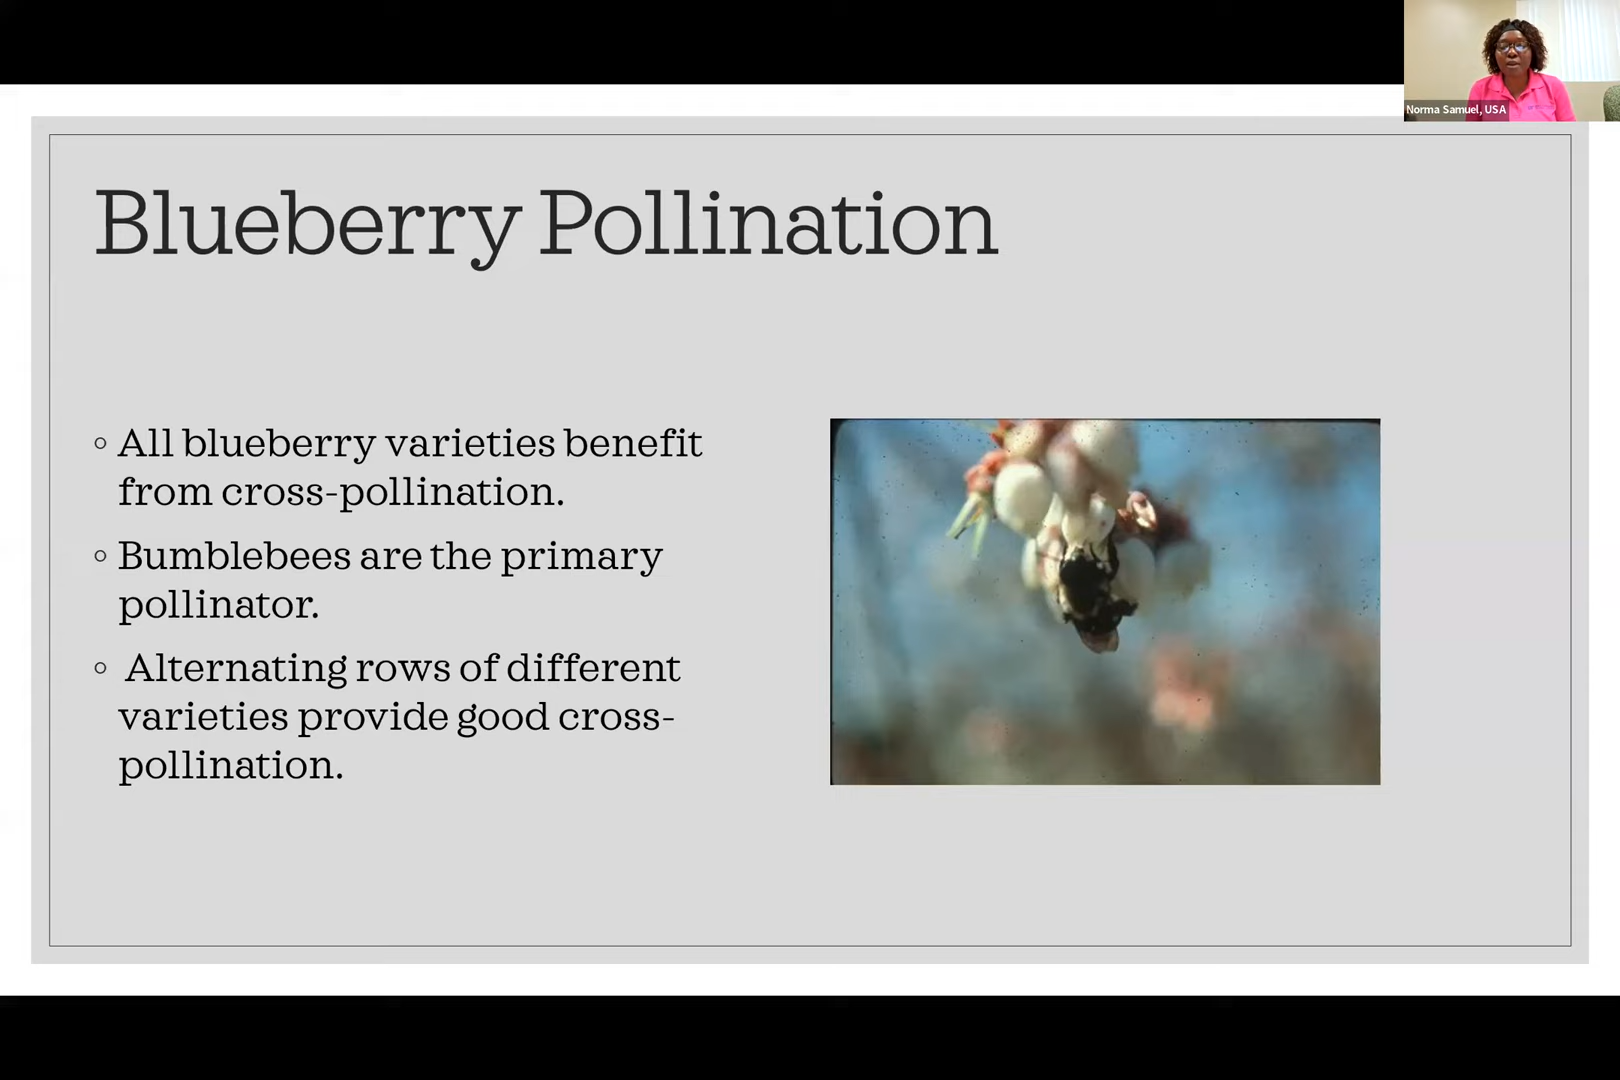 Norma Samuel, USA
Blueberry Pollination
◦ All blueberry varieties benefit
from cross-pollination.
◦ Bumblebees are the primary
pollinator.
◦ Alternating rows of different
varieties provide good cross-
pollination.